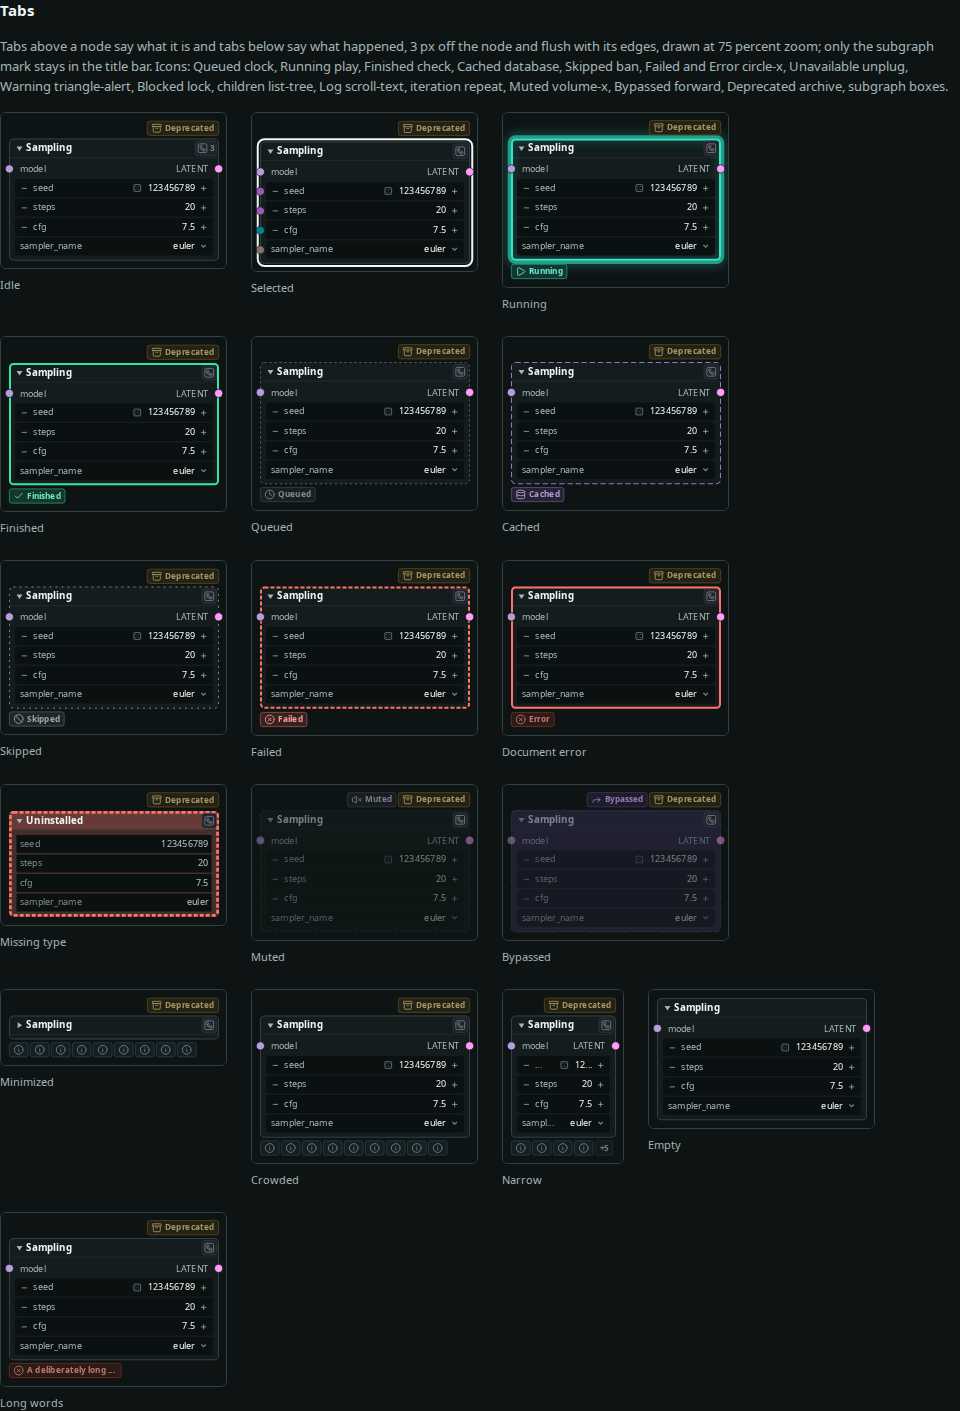 Tabs
Tabs above a node say what it is and tabs below say what happened, 3 px off the node and flush with its edges, drawn at 75 percent zoom; only the subgraph
mark stays in the title bar. Icons: Queued clock, Running play, Finished check, Cached database, Skipped ban, Failed and Error circle-x, Unavailable unplug,
Warning triangle-alert, Blocked lock, children list-tree, Log scroll-text, iteration repeat, Muted volume-x, Bypassed forward, Deprecated archive, subgraph boxes.
Deprecated
Sampling 3
model LATENT
− seed 123456789 +
− steps 20 +
− cfg 7.5 +
sampler_name euler
Idle
Deprecated
Sampling
model LATENT
− seed 123456789 +
− steps 20 +
− cfg 7.5 +
sampler_name euler
Selected
Deprecated
Sampling
model LATENT
− seed 123456789 +
− steps 20 +
− cfg 7.5 +
sampler_name euler
Running
Running
Deprecated
Sampling
model LATENT
− seed 123456789 +
− steps 20 +
− cfg 7.5 +
sampler_name euler
Finished
Finished
Deprecated
Sampling
model LATENT
− seed 123456789 +
− steps 20 +
− cfg 7.5 +
sampler_name euler
Queued
Queued
Deprecated
Sampling
model LATENT
− seed 123456789 +
− steps 20 +
− cfg 7.5 +
sampler_name euler
Cached
Cached
Deprecated
Sampling
model LATENT
− seed 123456789 +
− steps 20 +
− cfg 7.5 +
sampler_name euler
Skipped
Skipped
Deprecated
Sampling
model LATENT
− seed 123456789 +
− steps 20 +
− cfg 7.5 +
sampler_name euler
Failed
Failed
Deprecated
Sampling
model LATENT
− seed 123456789 +
− steps 20 +
− cfg 7.5 +
sampler_name euler
Error
Document error
Deprecated
Uninstalled
seed 123456789
steps 20
cfg 7.5
sampler_name euler
Missing type
Muted Deprecated
Sampling
model LATENT
− seed 123456789 +
− steps 20 +
− cfg 7.5 +
sampler_name euler
Muted
Bypassed Deprecated
Sampling
model LATENT
− seed 123456789 +
− steps 20 +
− cfg 7.5 +
sampler_name euler
Bypassed
Deprecated
Sampling
Minimized
Deprecated
Sampling
model LATENT
− seed 123456789 +
− steps 20 +
− cfg 7.5 +
sampler_name euler
Crowded
Deprecated
Sampling
model LATENT
− ... 12... +
− steps 20 +
− cfg 7.5 +
sampl... euler
+5
Narrow
Sampling
model LATENT
− seed 123456789 +
− steps 20 +
− cfg 7.5 +
sampler_name euler
Empty
Deprecated
Sampling
model LATENT
− seed 123456789 +
− steps 20 +
− cfg 7.5 +
sampler_name euler
A deliberately long ...
Long words